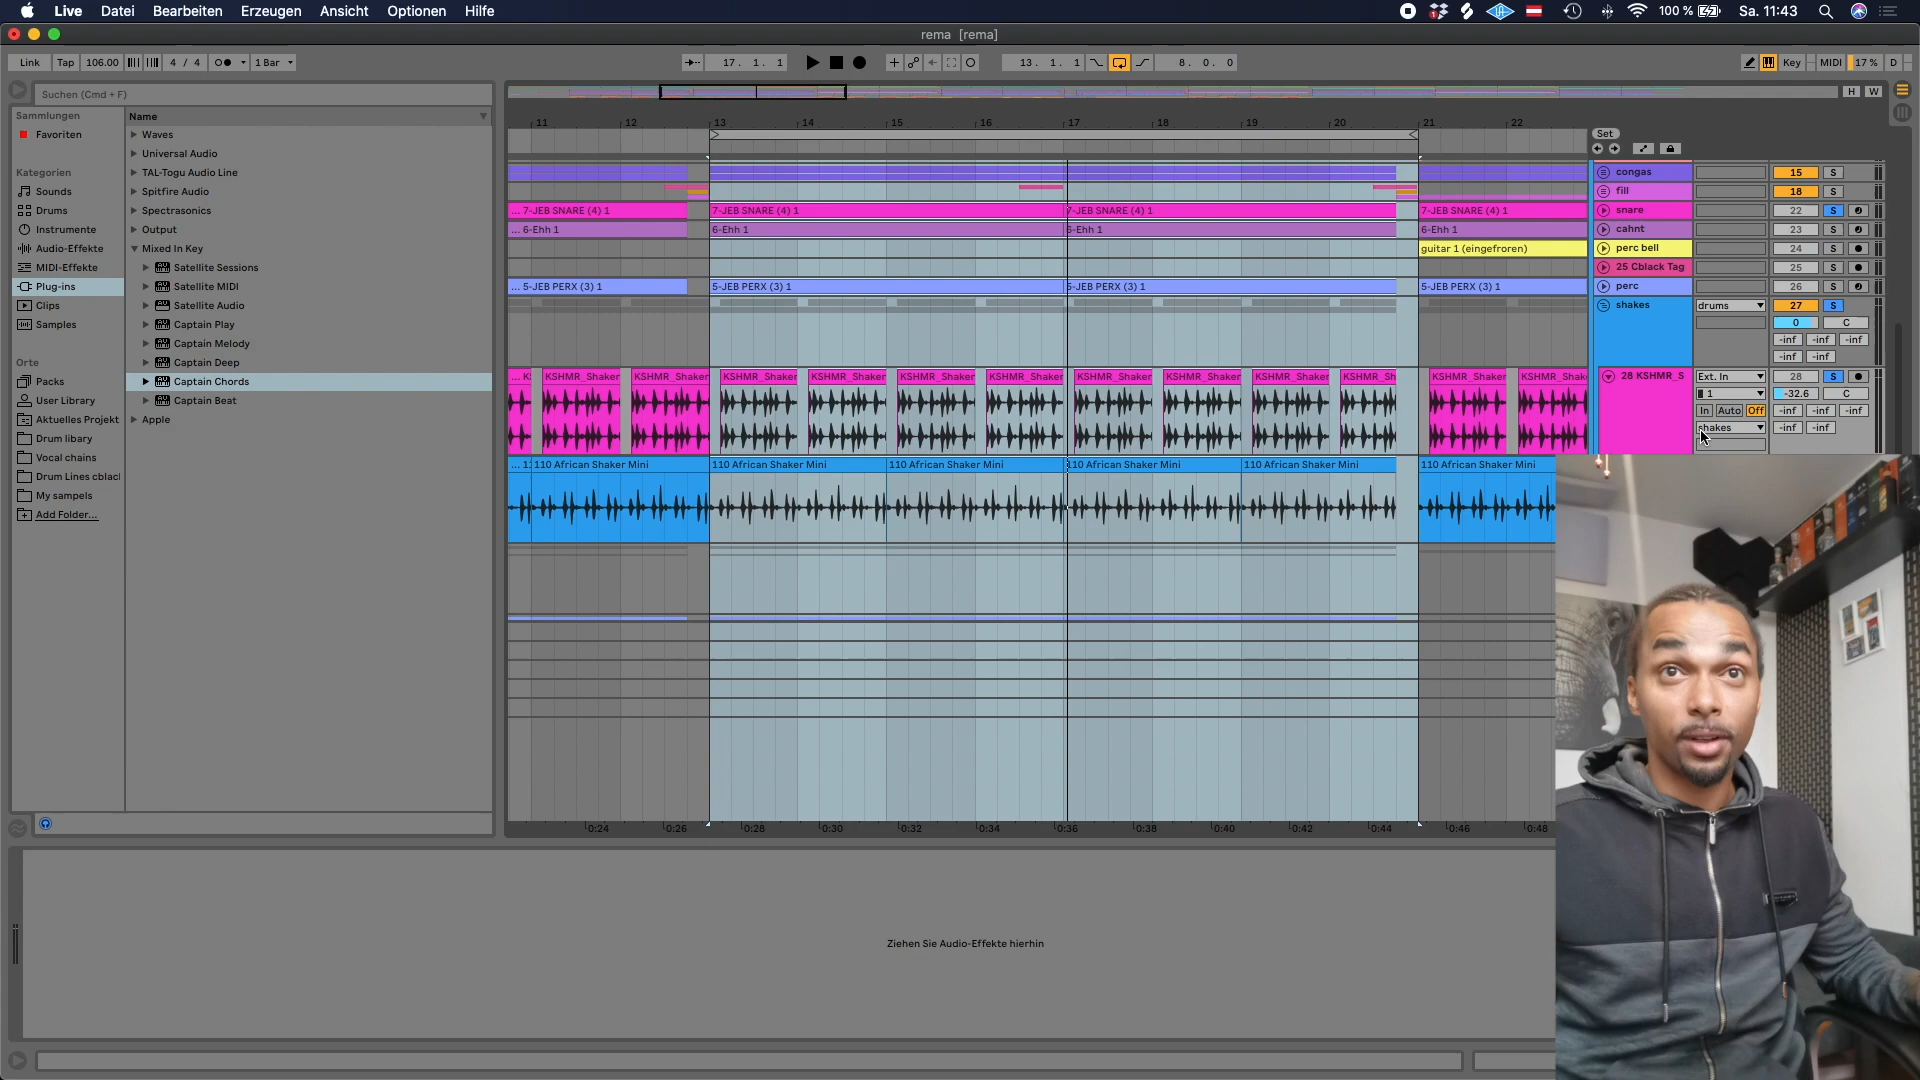 Live Datei Bearbeiten Erzeugen Ansicht Optionen Hilfe 100 % Sa. 11:43
rema [rema]
Link Tap 106.00 4 / 4 1 Bar 17. 1. 1 13. 1. 1 8. 0. 0 Key MIDI 17 % D
Suchen (Cmd + F)
H W
Sammlungen
Favoriten
Kategorien
Sounds
Drums
Instrumente
Audio-Effekte
MIDI-Effekte
Plug-ins
Clips
Samples
Orte
Packs
User Library
Aktuelles Projekt
Drum libary
Vocal chains
Drum Lines cblacl
My sampels
Add Folder...
Name
Waves
Universal Audio
TAL-Togu Audio Line
Spitfire Audio
Spectrasonics
Output
Mixed In Key
Satellite Sessions
Satellite MIDI
Satellite Audio
Captain Play
Captain Melody
Captain Deep
Captain Chords
Captain Beat
Apple
11 12 13 14 15 16 17 18 19 20 21 22
Set
congas 15 S
fill 18 S
... 7-JEB SNARE (4) 1 7-JEB SNARE (4) 1 7-JEB SNARE (4) 1 7-JEB SNARE (4) 1 snare 22 S
... 6-Ehh 1 6-Ehh 1 6-Ehh 1 6-Ehh 1 cahnt 23 S
guitar 1 (eingefroren) perc bell 24 S
25 Cblack Tag 25 S
... 5-JEB PERX (3) 1 5-JEB PERX (3) 1 5-JEB PERX (3) 1 5-JEB PERX (3) 1 perc 26 S
shakes drums 27 S
0 C
-inf -inf -inf
-inf -inf
... K KSHMR_Shaker KSHMR_Shaker KSHMR_Shaker KSHMR_Shaker KSHMR_Shaker KSHMR_Shaker KSHMR_Shaker KSHMR_Shaker KSHMR_Shaker KSHMR_Sh KSHMR_Shaker KSHMR_Shaker 28 KSHMR_S Ext. In 28 S
1 -32.6 C
In Auto Off -inf -inf -inf
shakes -inf -inf
... 11 110 African Shaker Mini 110 African Shaker Mini 110 African Shaker Mini 110 African Shaker Mini 110 African Shaker Mini 110 African Shaker Mini
0:24 0:26 0:28 0:30 0:32 0:34 0:36 0:38 0:40 0:42 0:44 0:46 0:48
Ziehen Sie Audio-Effekte hierhin